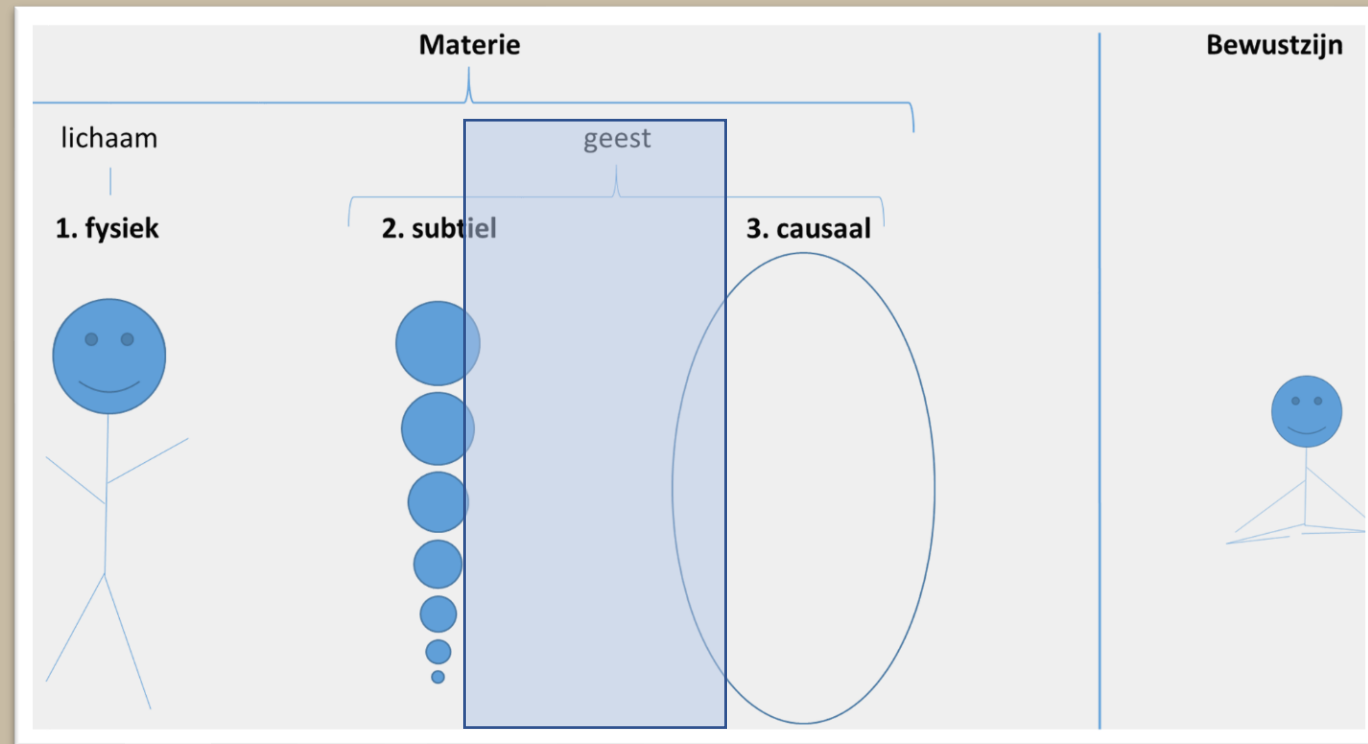 Materie
Bewustzijn
lichaam
geest
1. fysiek
2. subtiel
3. causaal